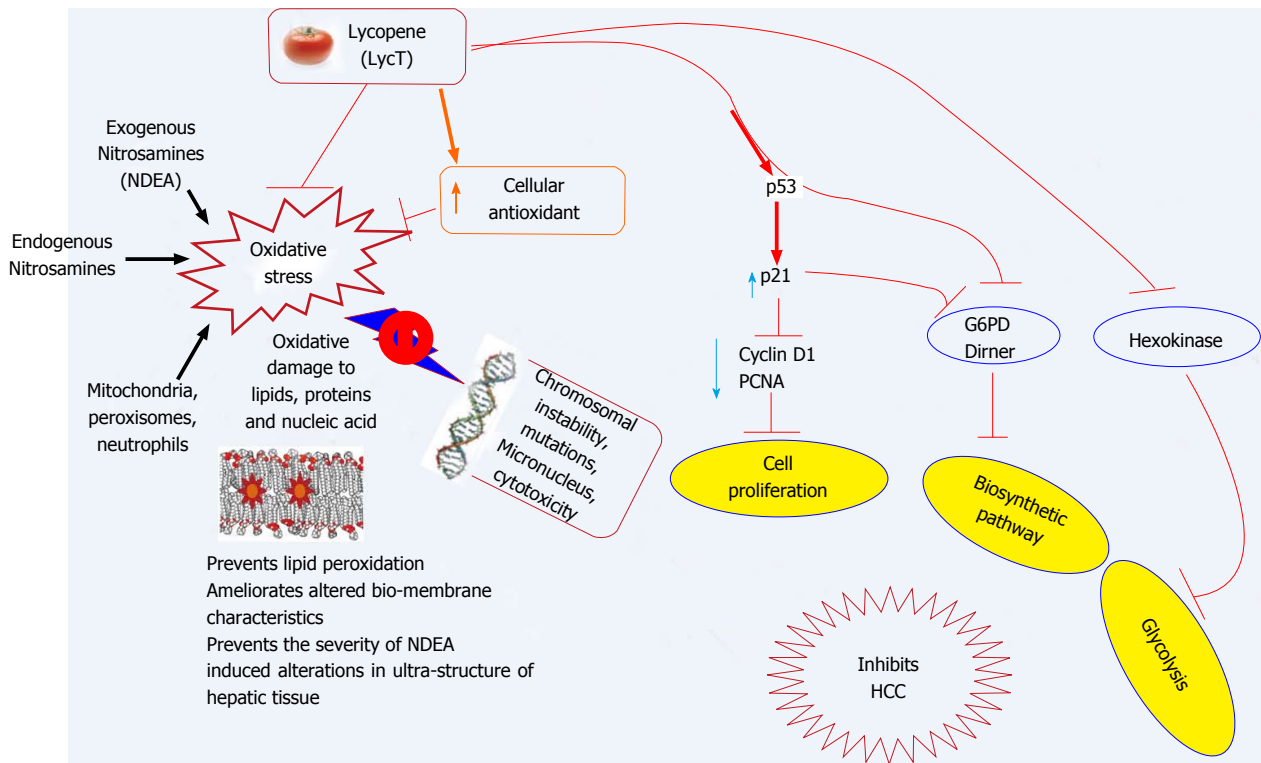 Lycopene
(LycT)
Exogenous
Nitrosamines
(NDEA)
Endogenous
Nitrosamines
Mitochondria,
peroxisomes,
neutrophils
Oxidative
stress
Cellular
antioxidant
Oxidative
damage to
lipids, proteins
and nucleic acid
Chromosomal
instability,
mutations,
Micronucleus,
cytotoxicity
Prevents lipid peroxidation
Ameliorates altered bio-membrane
characteristics
Prevents the severity of NDEA
induced alterations in ultra-structure of
hepatic tissue
p53
p21
Cyclin D1
PCNA
Cell
proliferation
G6PD
Dirner
Hexokinase
Biosynthetic
pathway
Glycolysis
Inhibits
HCC